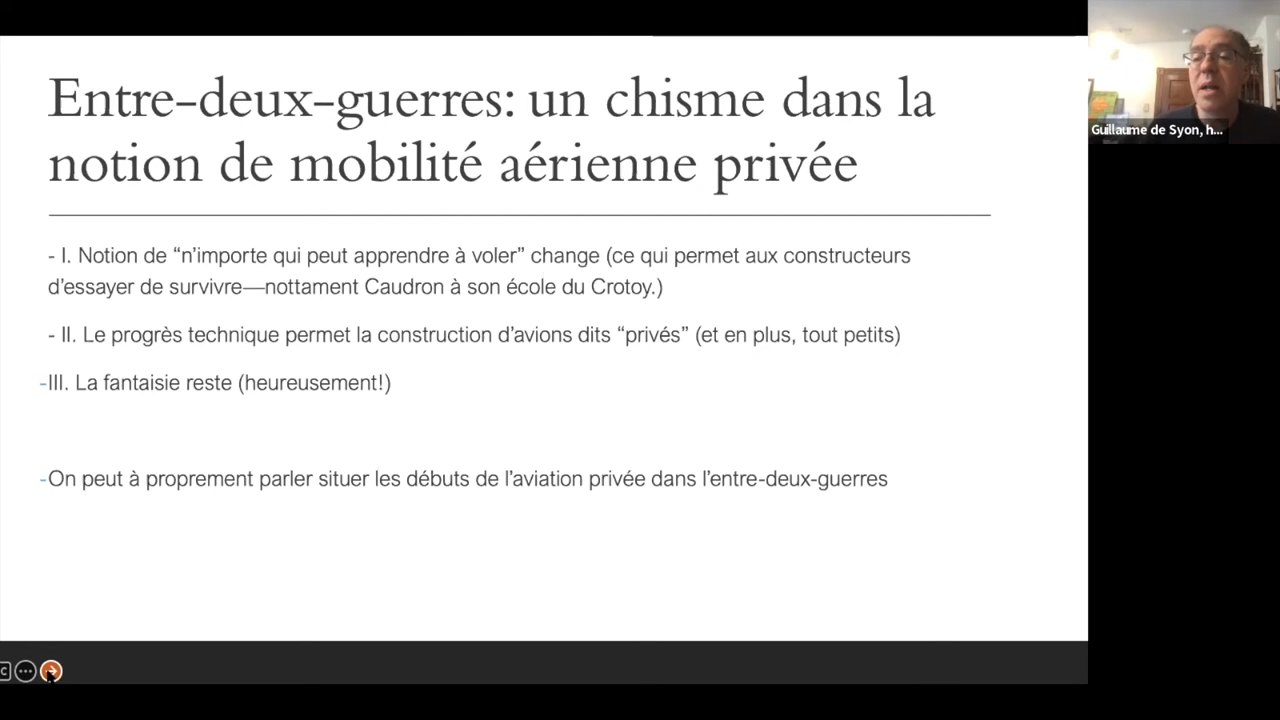 Entre-deux-guerres: un chisme dans la
notion de mobilité aérienne privée
- I. Notion de “n’importe qui peut apprendre à voler” change (ce qui permet aux constructeurs
d’essayer de survivre—nottament Caudron à son école du Crotoy.)
- II. Le progrès technique permet la construction d’avions dits “privés” (et en plus, tout petits)
-III. La fantaisie reste (heureusement!)
-On peut à proprement parler situer les débuts de l’aviation privée dans l’entre-deux-guerres
Guillaume de Syon, h...